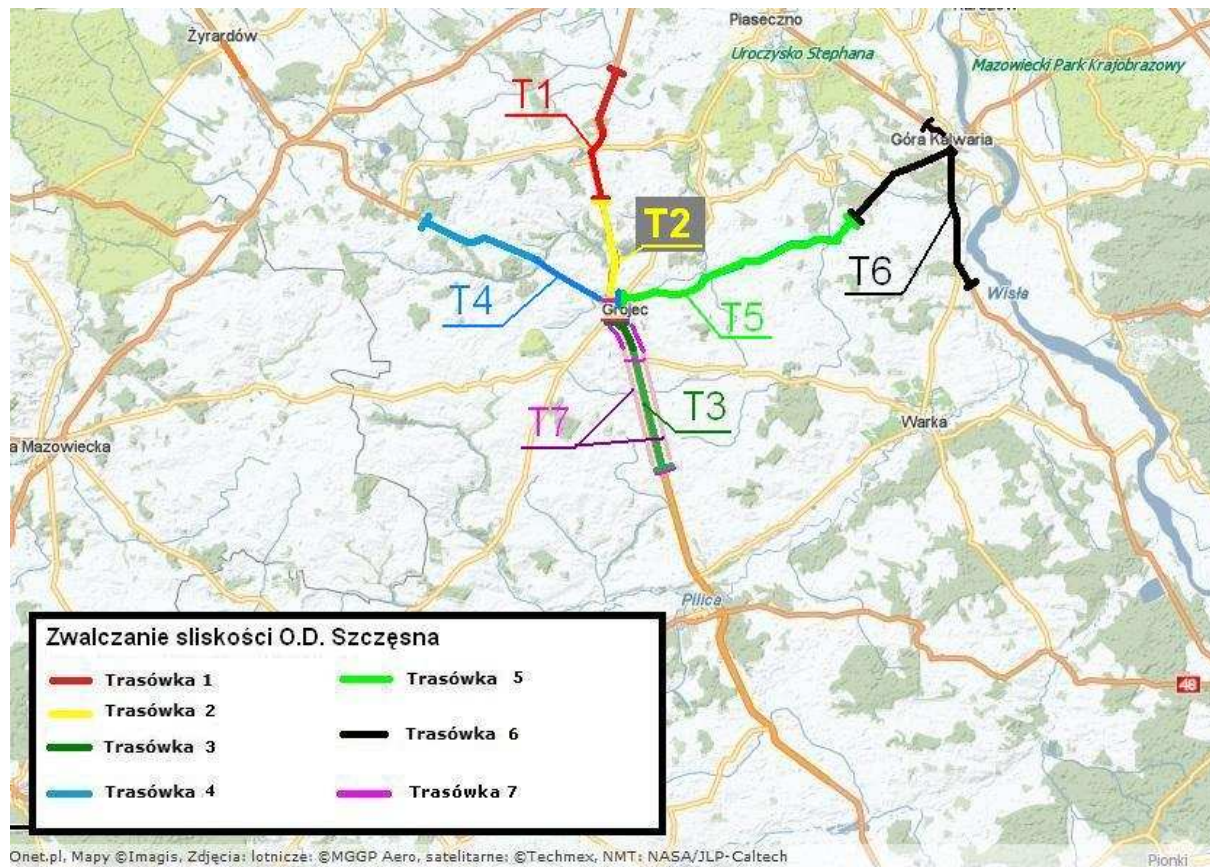 Piaseczno
Żyrardów
Uroczysko Stephana
Mazowiecki Park Krajobrazowy
T1
Góra Kalwaria
T2
T6
T4
Wisła
T5
Grójec
T7
T3
Warka
a Mazowiecka
Pilica
Zwalczanie sliskości O.D. Szczęsna
Trasówka 1
Trasówka 2
Trasówka 3
Trasówka 4
Trasówka 5
Trasówka 6
Trasówka 7
48
Onet.pl, Mapy ©Imagis, Zdjęcia: lotnicze: ©MGGP Aero, satelitarne: ©Techmex, NMT: NASA/JLP-Caltech
Pionki